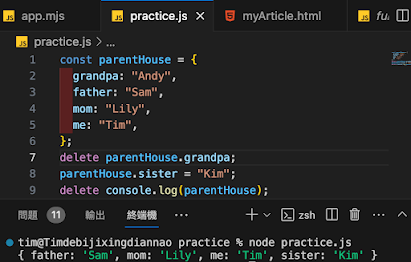 JS app.mjs JS practice.js × myArticle.html JS
JS practice.js > ...
1 const parentHouse = {
2 grandpa: "Andy",
3 father: "Sam",
4 mom: "Lily",
5 me: "Tim",
6 };
7 delete parentHouse.grandpa;
8 parentHouse.sister = "Kim";
9 delete console.log(parentHouse);
問題 11 輸出 終端機 zsh
tim@Timdebijixingdiannao practice % node practice.js
{ father: 'Sam', mom: 'Lily', me: 'Tim', sister: 'Kim' }